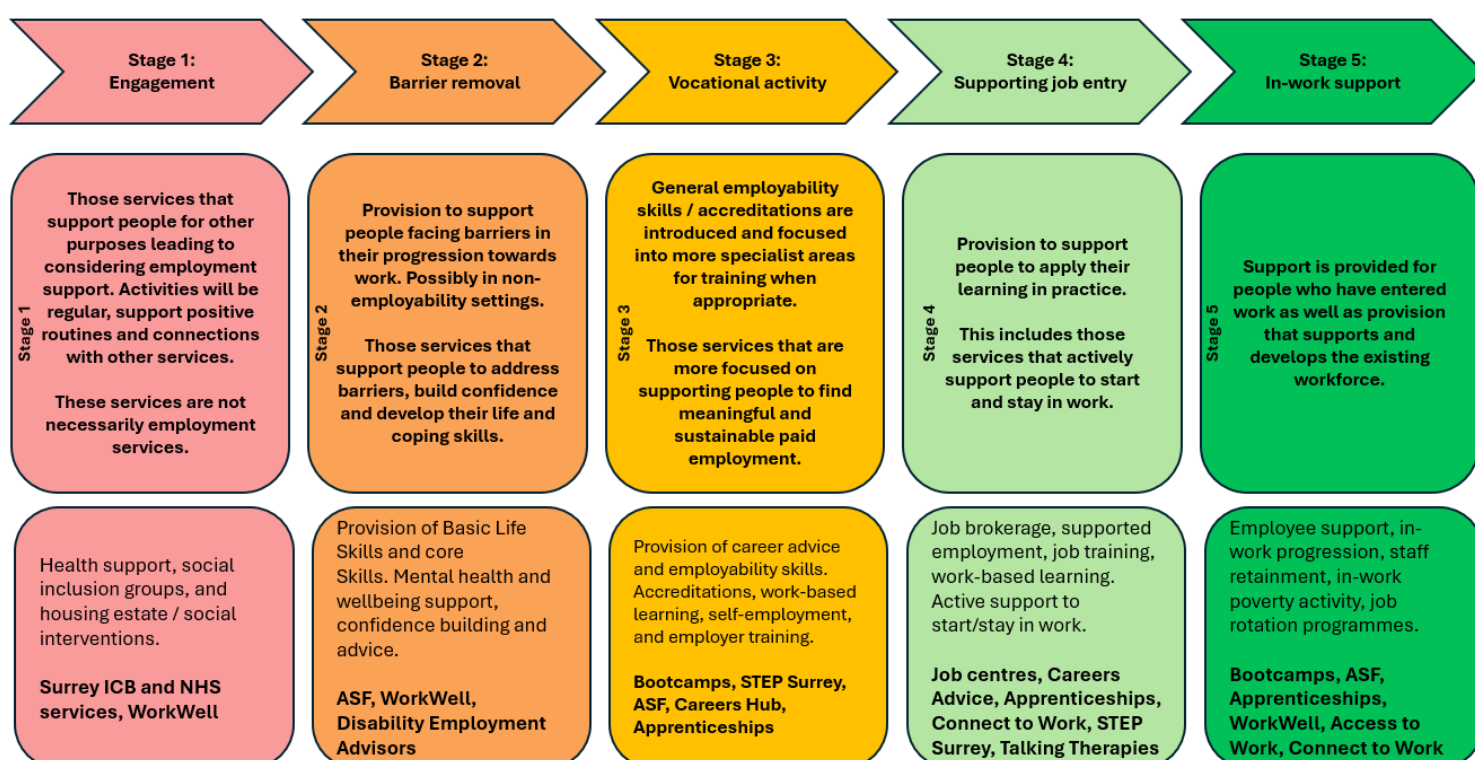 Stage 1:
Engagement
Stage 2:
Barrier removal
Stage 3:
Vocational activity
Stage 4:
Supporting job entry
Stage 5:
In-work support
Stage 1
Those services that
support people for other
purposes leading to
considering employment
support. Activities will be
regular, support positive
routines and connections
with other services.
These services are not
necessarily employment
services.
Stage 2
Provision to support
people facing barriers in
their progression towards
work. Possibly in non-
employability settings.
Those services that
support people to address
barriers, build confidence
and develop their life and
coping skills.
Stage 3
General employability
skills / accreditations are
introduced and focused
into more specialist areas
for training when
appropriate.
Those services that are
more focused on
supporting people to find
meaningful and
sustainable paid
employment.
Stage 4
Provision to support
people to apply their
learning in practice.
This includes those
services that actively
support people to start
and stay in work.
Stage 5
Support is provided for
people who have entered
work as well as provision
that supports and
develops the existing
workforce.
Health support, social
inclusion groups, and
housing estate / social
interventions.
Surrey ICB and NHS
services, WorkWell
Provision of Basic Life
Skills and core
Skills. Mental health and
wellbeing support,
confidence building and
advice.
ASF, WorkWell,
Disability Employment
Advisors
Provision of career advice
and employability skills.
Accreditations, work-based
learning, self-employment,
and employer training.
Bootcamps, STEP Surrey,
ASF, Careers Hub,
Apprenticeships
Job brokerage, supported
employment, job training,
work-based learning.
Active support to
start/stay in work.
Job centres, Careers
Advice, Apprenticeships,
Connect to Work, STEP
Surrey, Talking Therapies
Employee support, in-
work progression, staff
retainment, in-work
poverty activity, job
rotation programmes.
Bootcamps, ASF,
Apprenticeships,
WorkWell, Access to
Work, Connect to Work